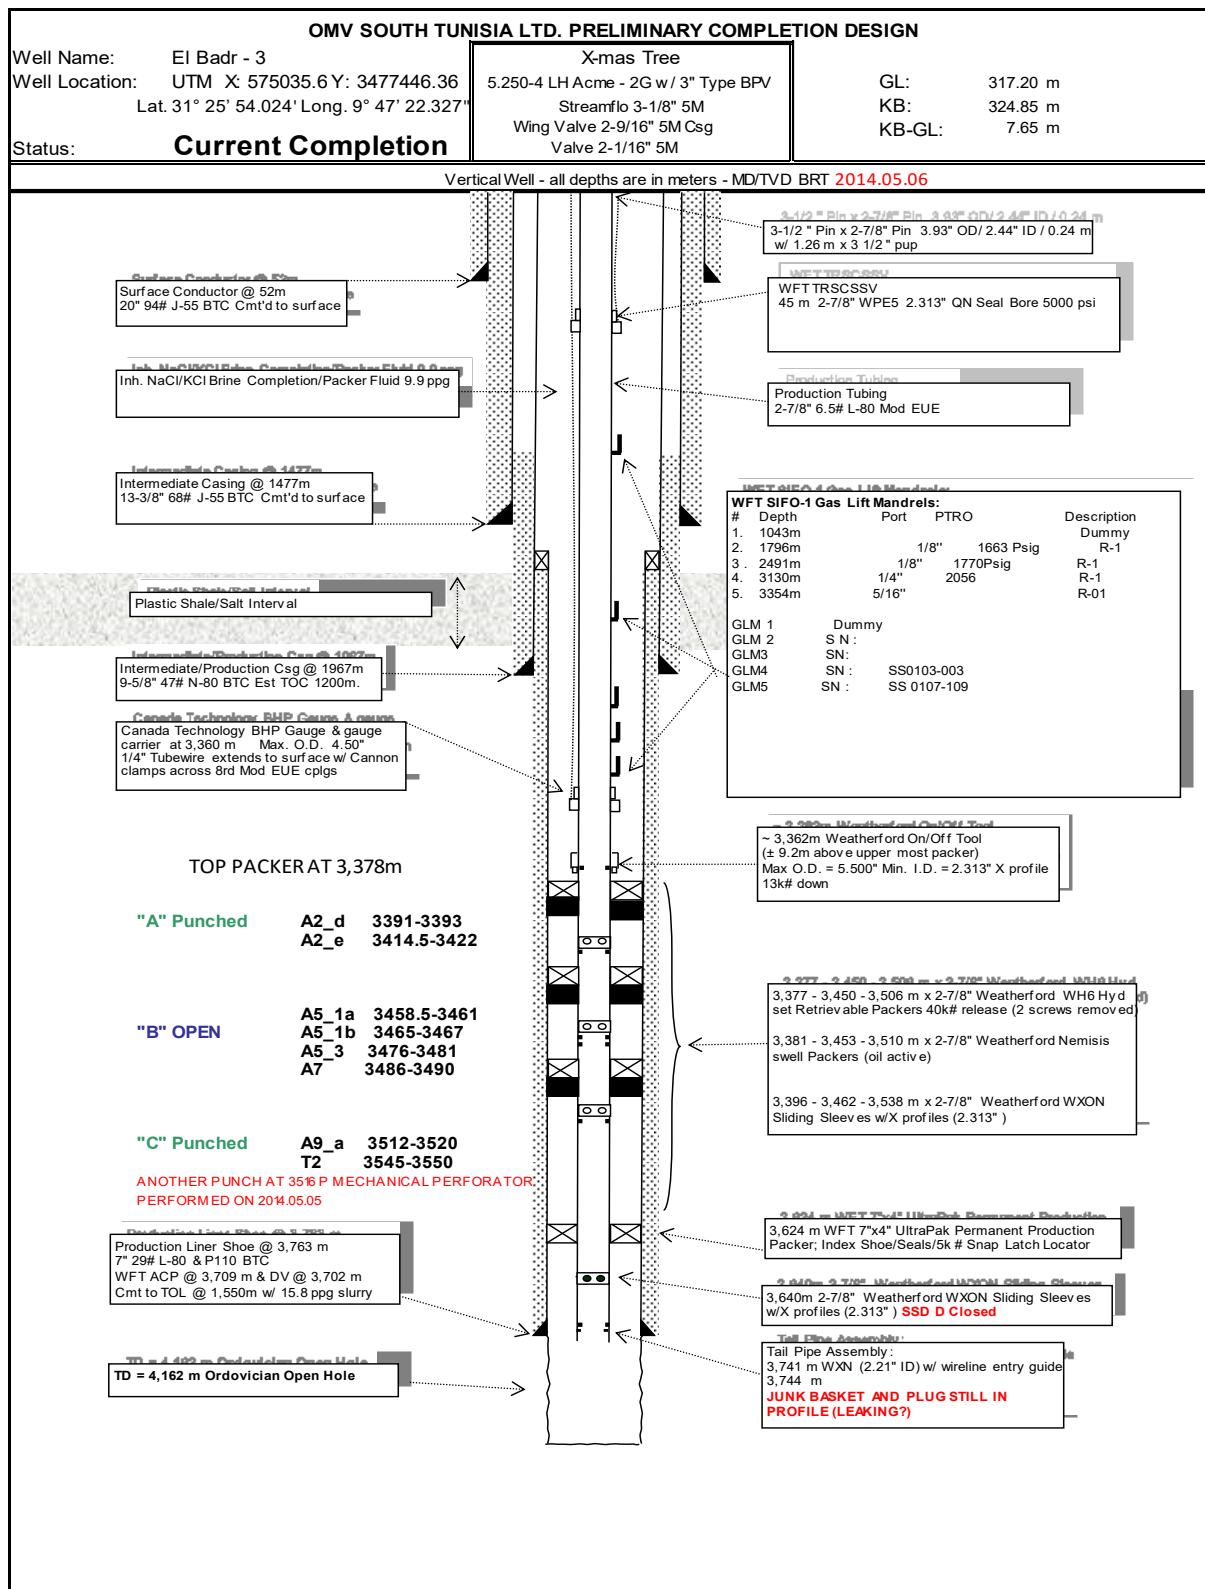 OMV SOUTH TUNISIA LTD. PRELIMINARY COMPLETION DESIGN
Well Name: El Badr - 3
Well Location: UTM X: 575035.6 Y: 3477446.36
Lat. 31° 25' 54.024' Long. 9° 47' 22.327"
Status: Current Completion
X-mas Tree
5.250-4 LH Acme - 2G w / 3" Type BPV
Streamflo 3-1/8" 5M
Wing Valve 2-9/16" 5M Csg
Valve 2-1/16" 5M
GL: 317.20 m
KB: 324.85 m
KB-GL: 7.65 m
Vertical Well - all depths are in meters - MD/TVD BRT 2014.05.06
3-1/2 " Pin x 2-7/8" Pin 3.93" OD/ 2.44" ID / 0.24 m
w/ 1.26 m x 3 1/2 " pup
Surface Conductor @ 52m
20" 94# J-55 BTC Cmt'd to surface
WFT TRSCSSV
45 m 2-7/8" WPE5 2.313" QN Seal Bore 5000 psi
Inh. NaCl/KCl Brine Completion/Packer Fluid 9.9 ppg
Production Tubing
2-7/8" 6.5# L-80 Mod EUE
Intermediate Casing @ 1477m
13-3/8" 68# J-55 BTC Cmt'd to surface
WFT SIFO-1 Gas Lift Mandrels:
# Depth Port PTRO Description
1. 1043m Dummy
2. 1796m 1/8" 1663 Psig R-1
3 . 2491m 1/8" 1770Psig R-1
4. 3130m 1/4" 2056 R-1
5. 3354m 5/16" R-01
GLM 1 Dummy
GLM 2 S N :
GLM3 SN:
GLM4 SN : SS0103-003
GLM5 SN : SS 0107-109
Plastic Shale/Salt Interval
Intermediate/Production Csg @ 1967m
9-5/8" 47# N-80 BTC Est TOC 1200m.
Canada Technology BHP Gauge & gauge
carrier at 3,360 m Max. O.D. 4.50"
1/4" Tubewire extends to surface w/ Cannon
clamps across 8rd Mod EUE cplgs
~ 3,362m Weatherford On/Off Tool
(± 9.2m above upper most packer)
Max O.D. = 5.500" Min. I.D. = 2.313" X profile
13k# down
TOP PACKER AT 3,378m
"A" Punched A2_d 3391-3393
A2_e 3414.5-3422
"B" OPEN
A5_1a 3458.5-3461
A5_1b 3465-3467
A5_3 3476-3481
A7 3486-3490
3,377 - 3,450 - 3,506 m x 2-7/8" Weatherford WH6 Hyd
set Retrievable Packers 40k# release (2 screws removed)
3,381 - 3,453 - 3,510 m x 2-7/8" Weatherford Nemisis
swell Packers (oil active)
3,396 - 3,462 - 3,538 m x 2-7/8" Weatherford WXON
Sliding Sleeves w/X profiles (2.313" )
"C" Punched A9_a 3512-3520
T2 3545-3550
ANOTHER PUNCH AT 3516 P MECHANICAL PERFORATOR
PERFORMED ON 2014.05.05
3,624 m WFT 7"x4" UltraPak Permanent Production
Packer; Index Shoe/Seals/5k # Snap Latch Locator
Production Liner Shoe @ 3,763 m
7" 29# L-80 & P110 BTC
WFT ACP @ 3,709 m & DV @ 3,702 m
Cmt to TOL @ 1,550m w/ 15.8 ppg slurry
3,640m 2-7/8" Weatherford WXON Sliding Sleeves
w/X profiles (2.313" ) SSD D Closed
Tail Pipe Assembly :
3,741 m WXN (2.21" ID) w/ wireline entry guide
3,744 m
JUNK BASKET AND PLUG STILL IN
PROFILE (LEAKING?)
TD = 4,162 m Ordovician Open Hole